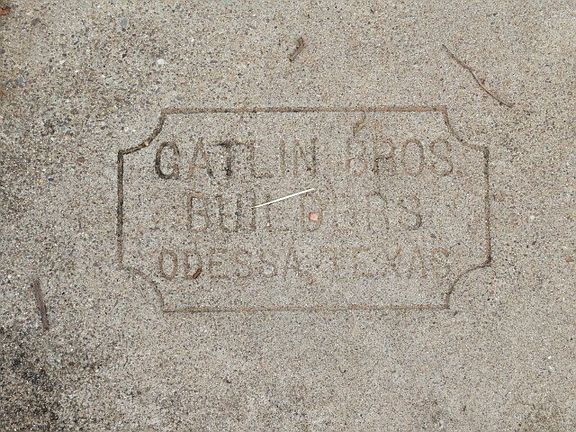 GATLIN BROS
BUILDERS
ODESSA, TEXAS